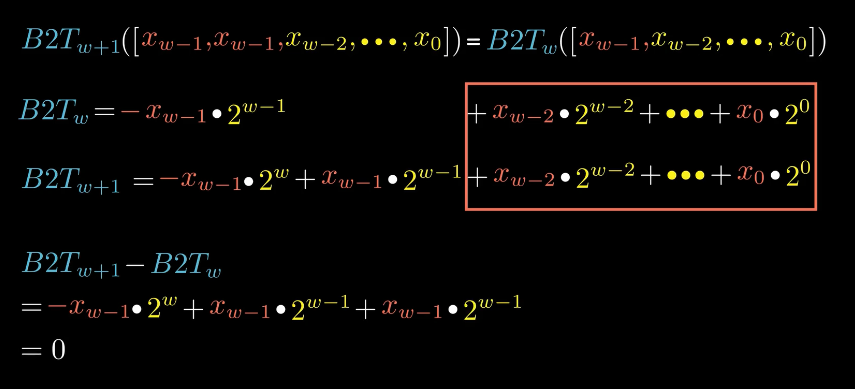 B2T_{w+1}([x_{w-1},x_{w-1},x_{w-2},•••,x_0])=B2T_w([x_{w-1},x_{w-2},•••,x_0])
B2T_w=-x_{w-1}•2^{w-1} +x_{w-2}•2^{w-2}+•••+x_0•2^0
B2T_{w+1}=-x_{w-1}•2^w+x_{w-1}•2^{w-1}+x_{w-2}•2^{w-2}+•••+x_0•2^0
B2T_{w+1}-B2T_w
=-x_{w-1}•2^w+x_{w-1}•2^{w-1}+x_{w-1}•2^{w-1}
=0